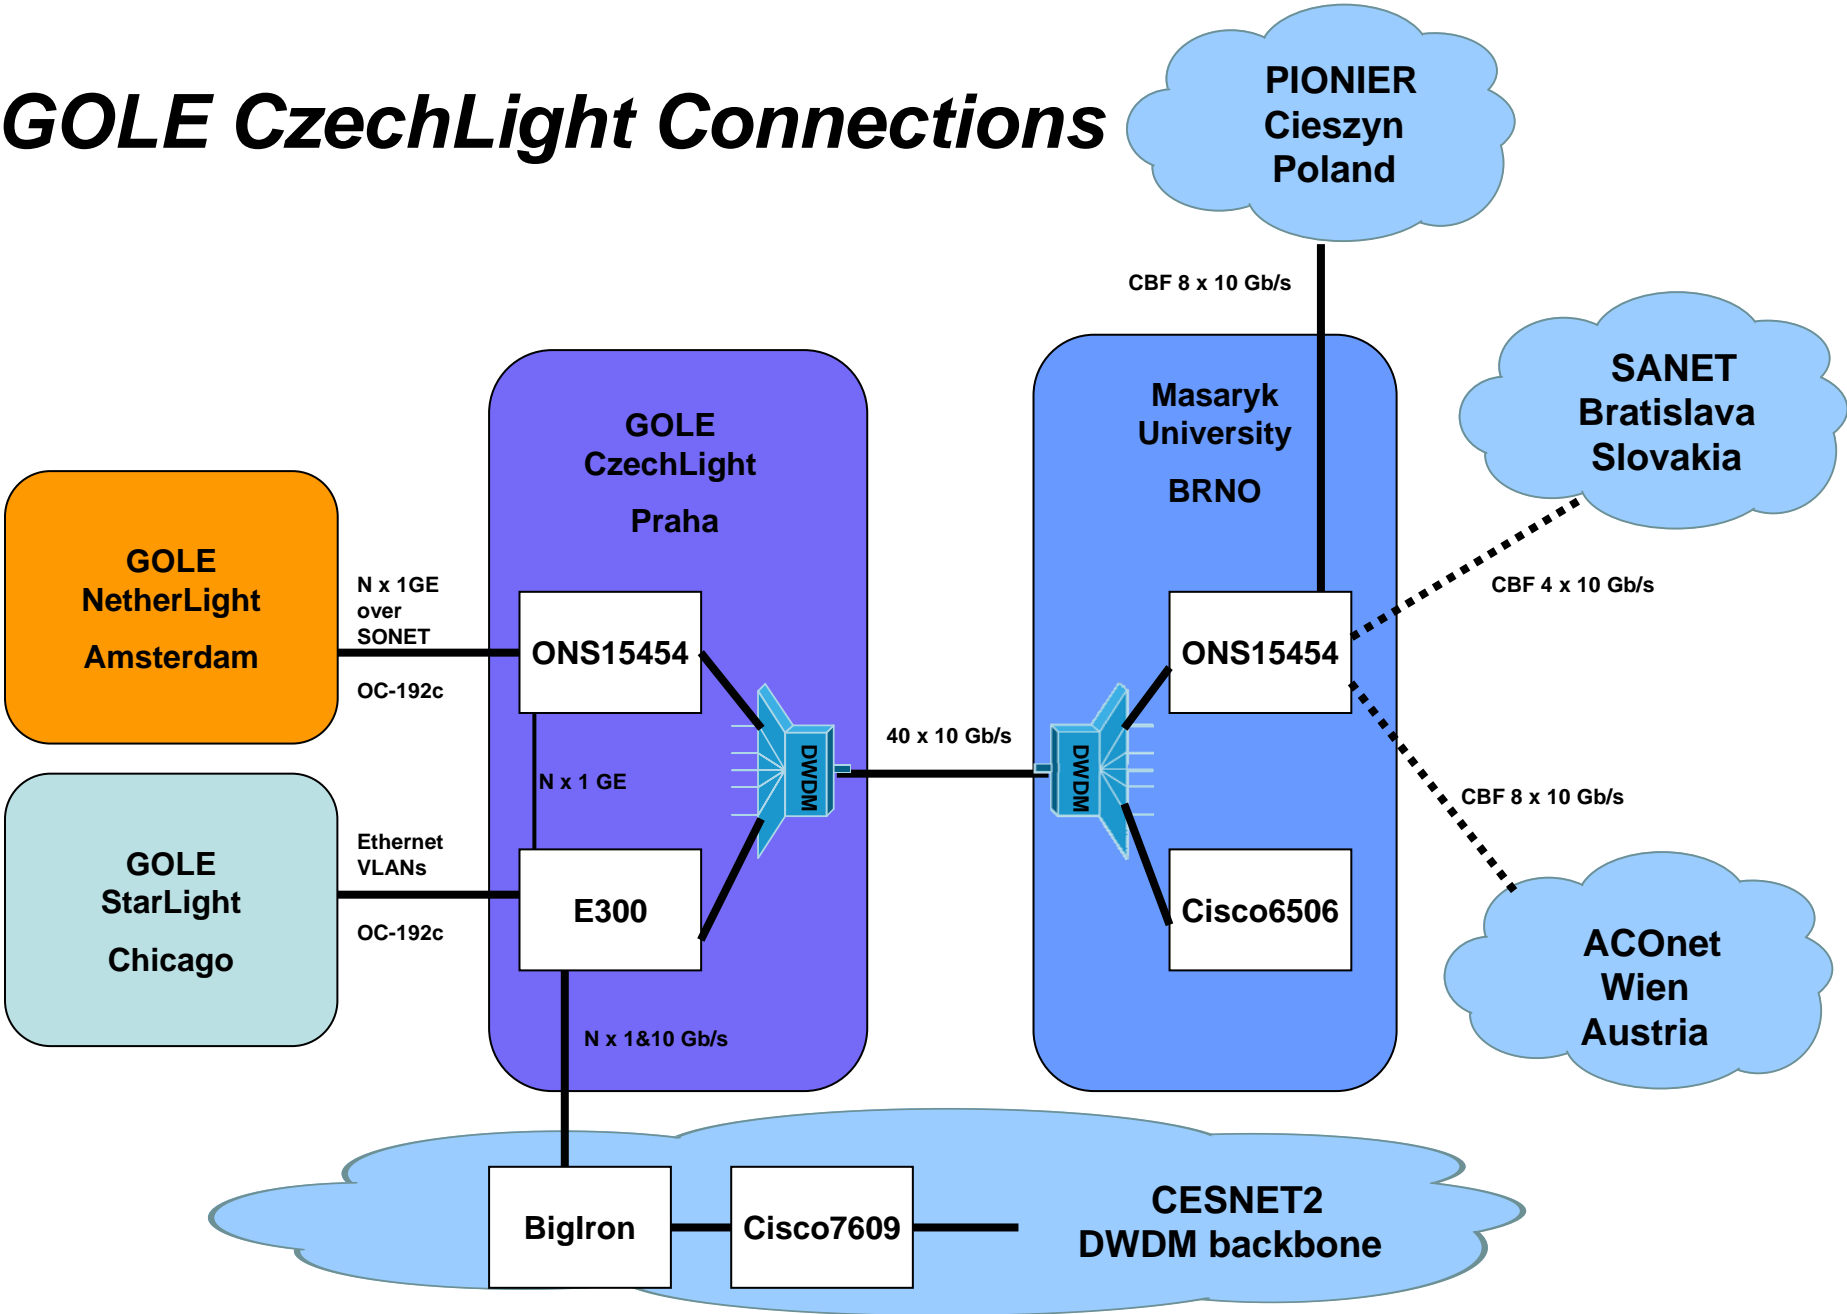 GOLE CzechLight Connections
PIONIER
Cieszyn
Poland
CBF 8 x 10 Gb/s
SANET
Bratislava
Slovakia
CBF 4 x 10 Gb/s
GOLE
CzechLight
Praha
Masaryk
University
BRNO
GOLE
NetherLight
Amsterdam
N x 1GE
over
SONET
OC-192c
ONS15454
ONS15454
40 x 10 Gb/s
DWDM
DWDM
N x 1 GE
CBF 8 x 10 Gb/s
GOLE
StarLight
Chicago
Ethernet
VLANs
OC-192c
E300
Cisco6506
ACOnet
Wien
Austria
N x 1&10 Gb/s
BigIron
Cisco7609
CESNET2
DWDM backbone